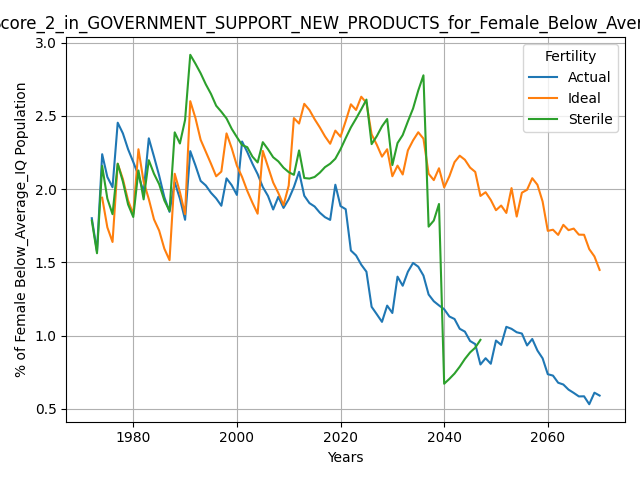 core_2_in_GOVERNMENT_SUPPORT_NEW_PRODUCTS_for_Female_Below_Aver
Fertility
Actual
Ideal
Sterile
% of Female Below_Average_IQ Population
3.0
2.5
2.0
1.5
1.0
0.5
1980 2000 2020 2040 2060
Years